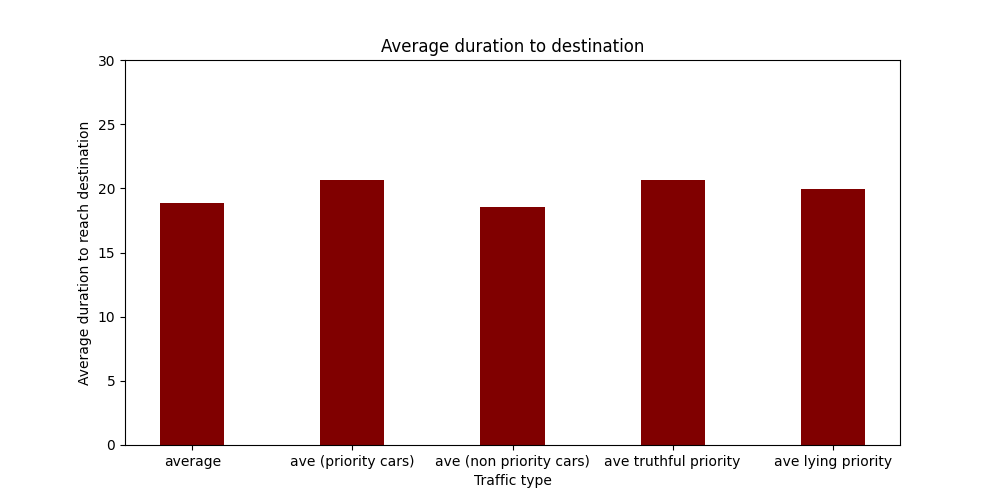 Average duration to destination
Average duration to reach destination
30
25
20
15
10
5
0
average
ave (priority cars)
ave (non priority cars)
ave truthful priority
ave lying priority
Traffic type